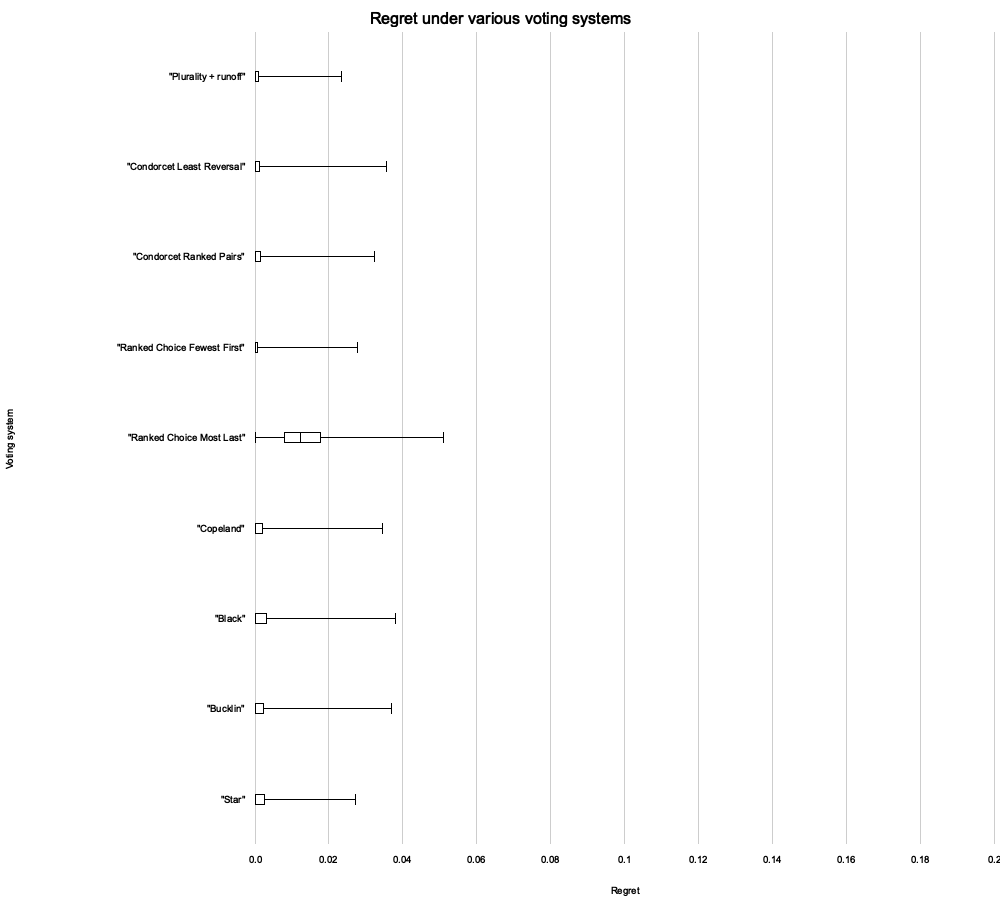 Regret under various voting systems
"Plurality + runoff"
"Condorcet Least Reversal"
"Condorcet Ranked Pairs"
"Ranked Choice Fewest First"
"Ranked Choice Most Last"
"Copeland"
"Black"
"Bucklin"
"Star"
Voting system
0.0 0.02 0.04 0.06 0.08 0.1 0.12 0.14 0.16 0.18 0.2
Regret